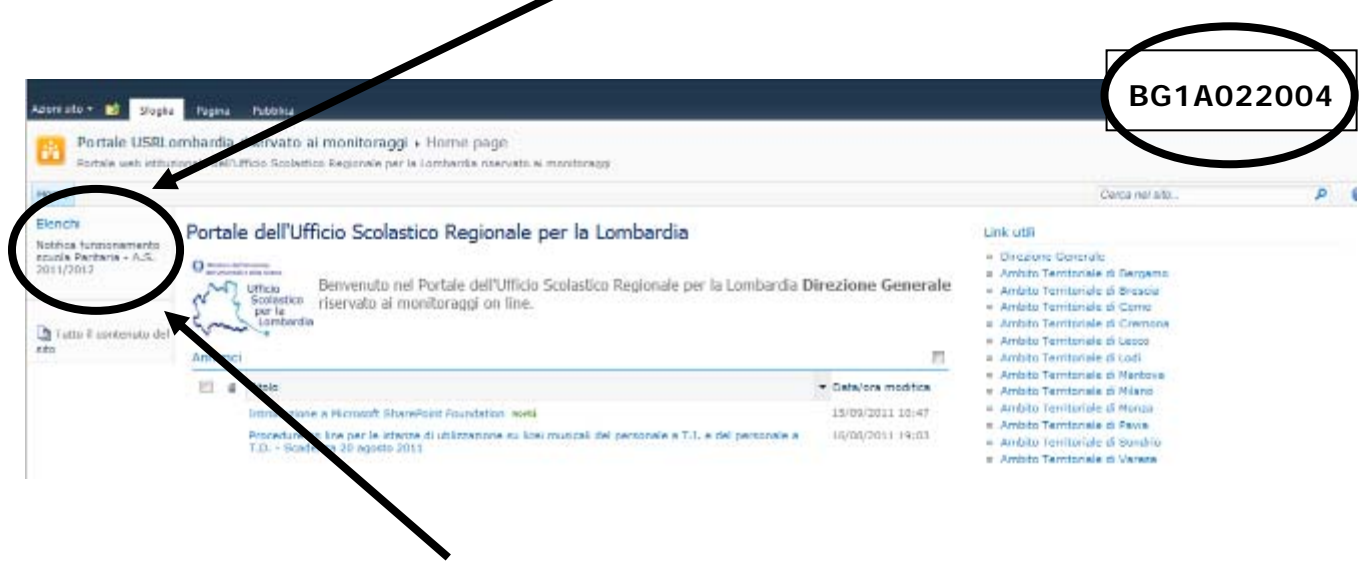 BG1A022004
Azioni sito
Sfoglia
Pagina
Pubblica
Portale USRLombardia riservato ai monitoraggi › Home page
Portale web istituzionale dell'Ufficio Scolastico Regionale per la Lombardia riservato ai monitoraggi
Cerca nel sito...
Elenchi
Notifica funzionamento
scuola Paritaria - A.S.
2011/2012
Tutto il contenuto del
sito
Portale dell'Ufficio Scolastico Regionale per la Lombardia
Ufficio
Scolastico
per la
Lombardia
Benvenuto nel Portale dell'Ufficio Scolastico Regionale per la Lombardia Direzione Generale
riservato ai monitoraggi on line.
Annunci
Titolo
Data/ora modifica
Introduzione a Microsoft SharePoint Foundation
15/09/2011 10:47
Procedura on line per le istanze di utilizzazione su licei musicali del personale a T.I. e del personale a
T.D. - Scadenza 20 agosto 2011
19:03
Link utili
Direzione Generale
Ambito Territoriale di Bergamo
Ambito Territoriale di Brescia
Ambito Territoriale di Como
Ambito Territoriale di Cremona
Ambito Territoriale di Lecco
Ambito Territoriale di Lodi
Ambito Territoriale di Mantova
Ambito Territoriale di Milano
Ambito Territoriale di Monza
Ambito Territoriale di Pavia
Ambito Territoriale di Sondrio
Ambito Territoriale di Varese